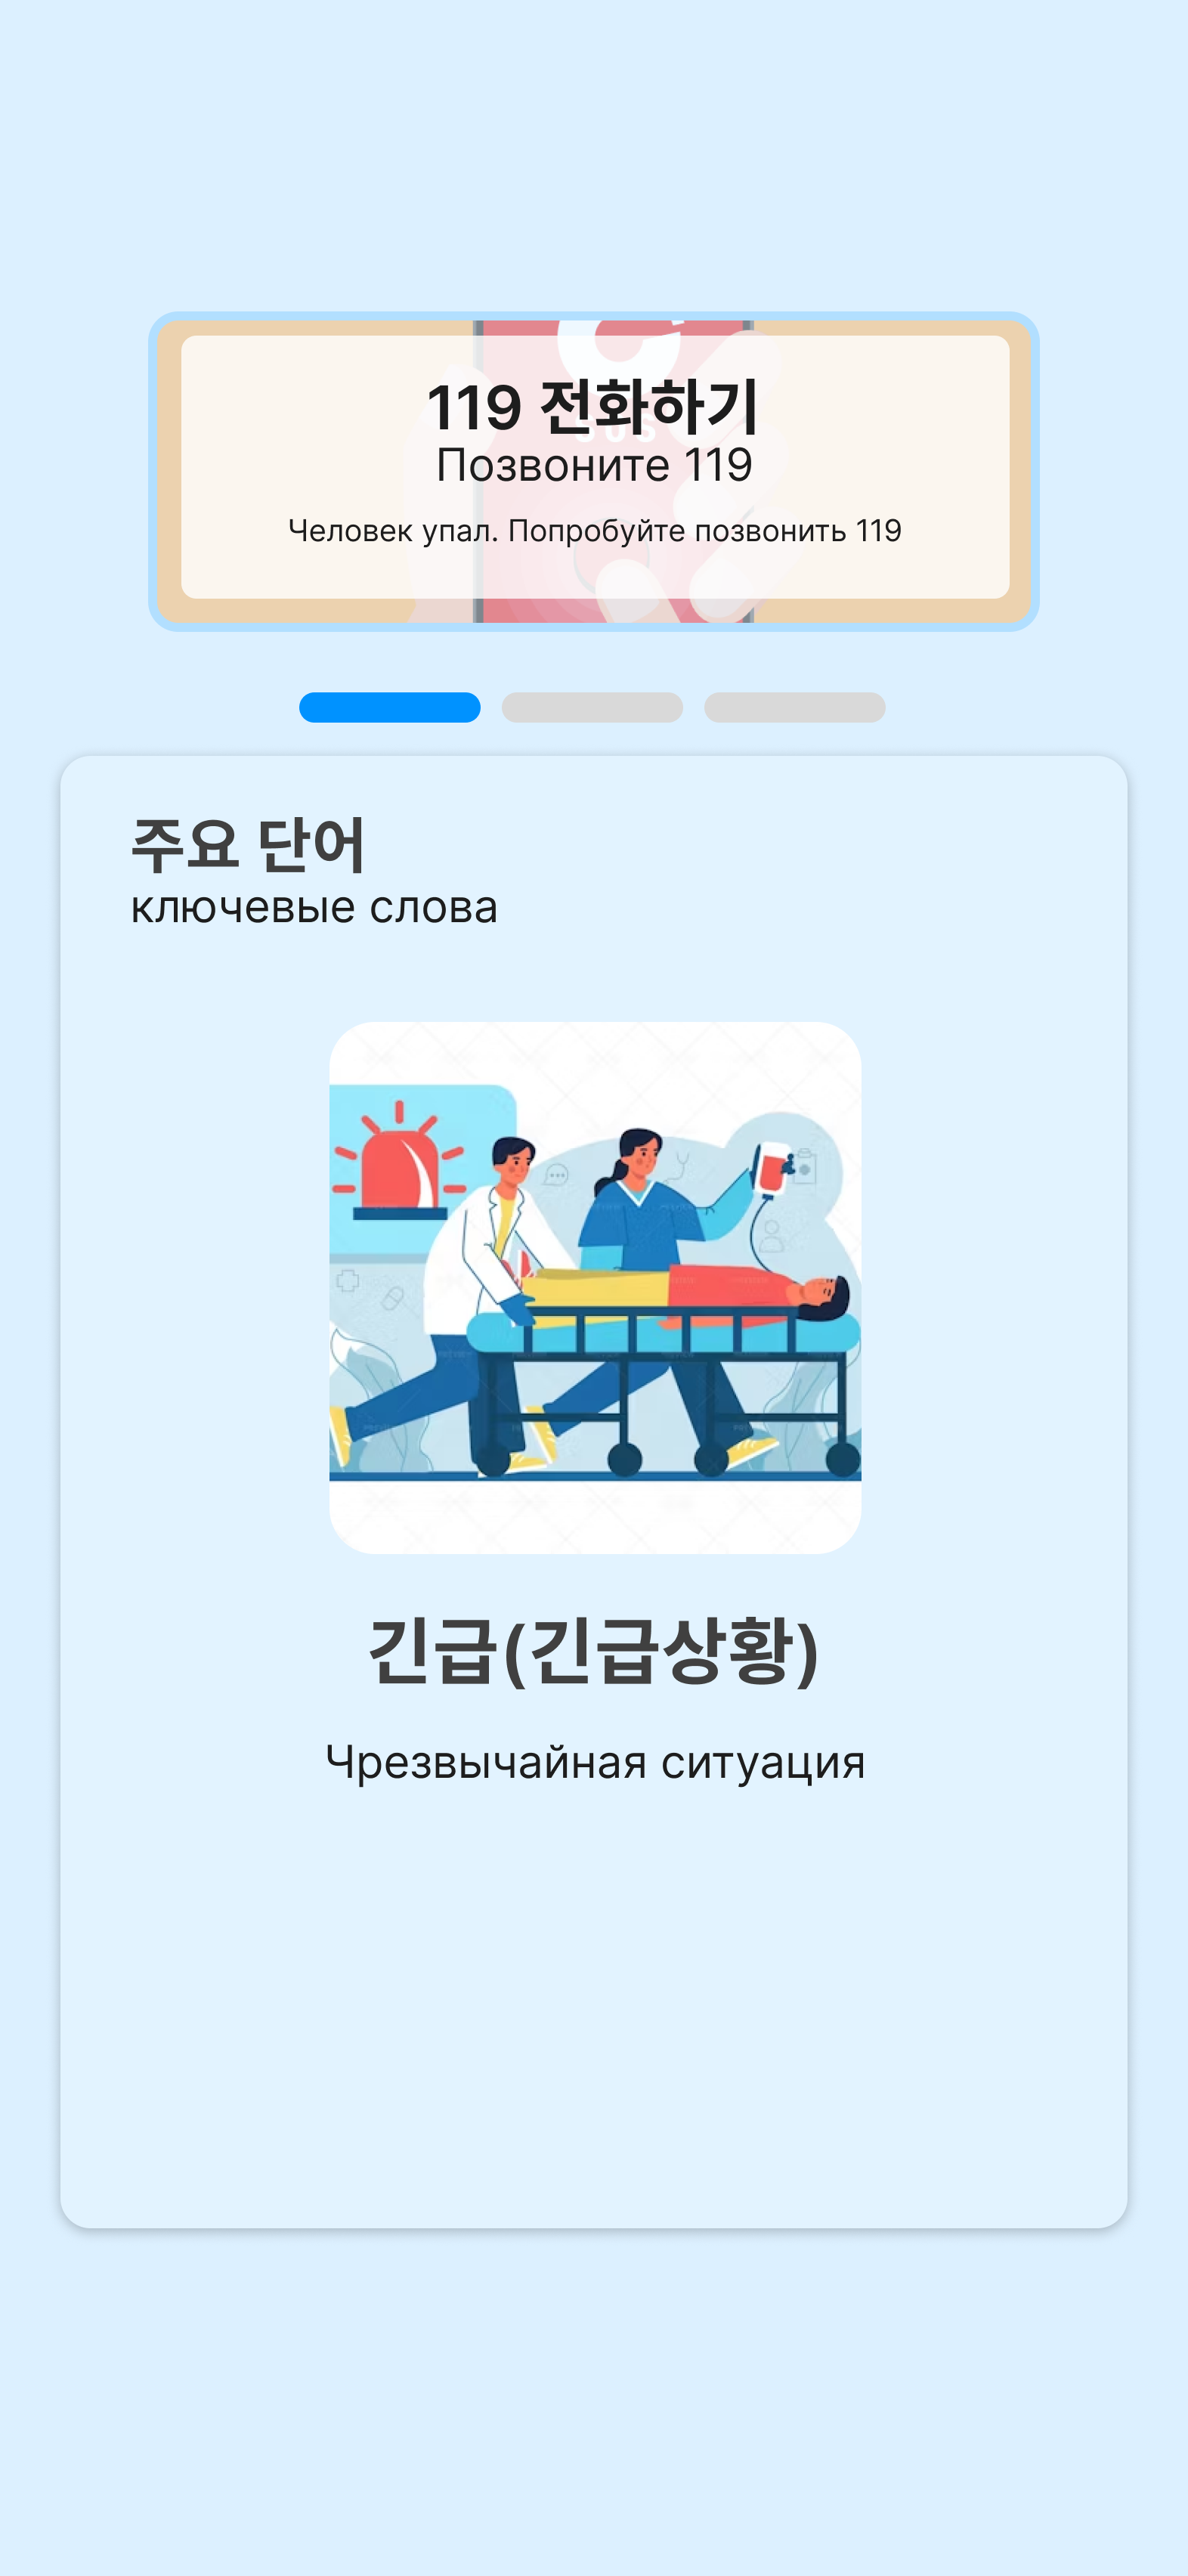 119 전화하기
Позвоните 119
Человек упал. Попробуйте позвонить 119
주요 단어
ключевые слова
긴급(긴급상황)
Чрезвычайная ситуация